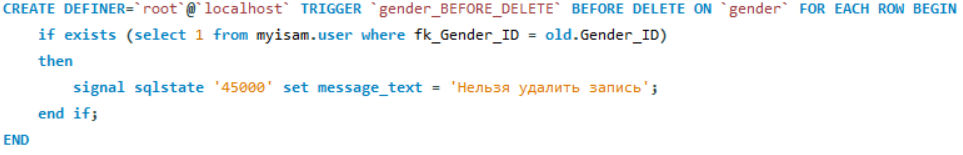 CREATE DEFINER=`root`@`localhost` TRIGGER `gender_BEFORE_DELETE` BEFORE DELETE ON `gender` FOR EACH ROW BEGIN
if exists (select 1 from myisam.user where fk_Gender_ID = old.Gender_ID)
then
signal sqlstate '45000' set message_text = 'Нельзя удалить запись';
end if;
END